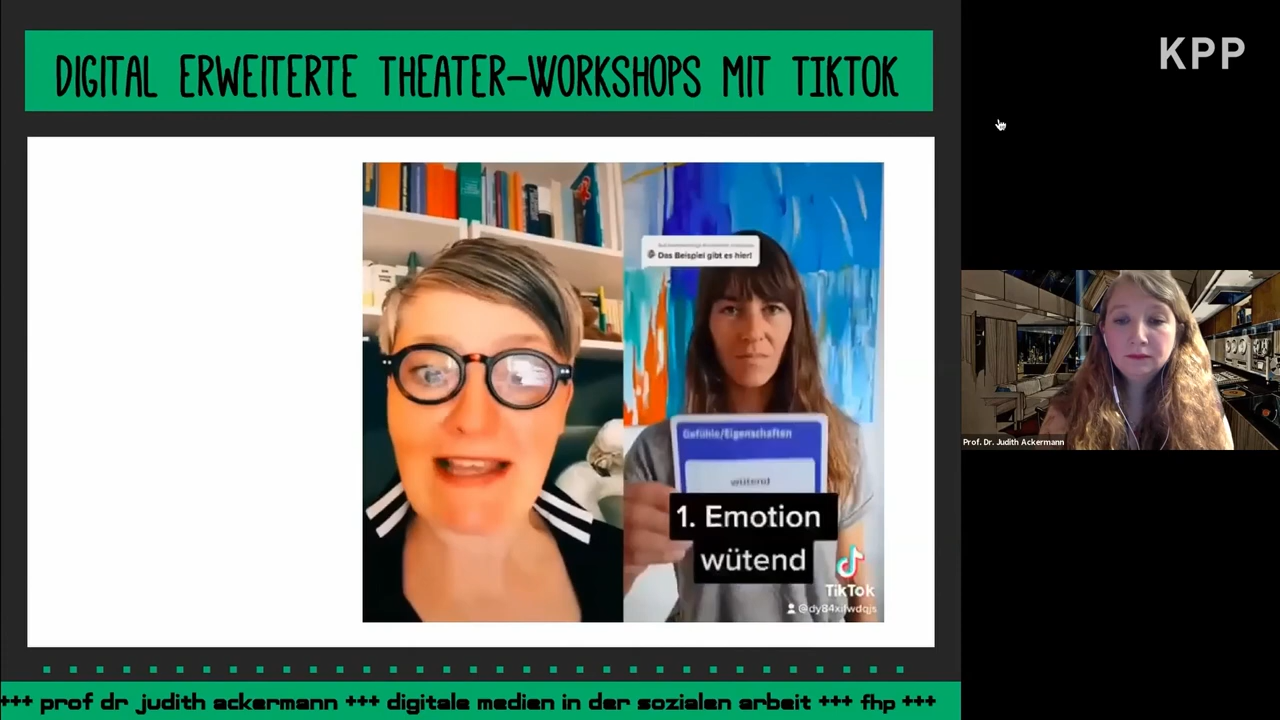 DIGITAL ERWEITERTE THEATER-WORKSHOPS MIT TIKTOK
KPP
Das Beispiel gibt es hier!
Gefühle/Eigenschaften
wütend
1. Emotion
wütend
TikTok
Prof. Dr. Judith Ackermann
+++ prof dr judith ackermann +++ digitale medien in der sozialen arbeit +++ fhp +++